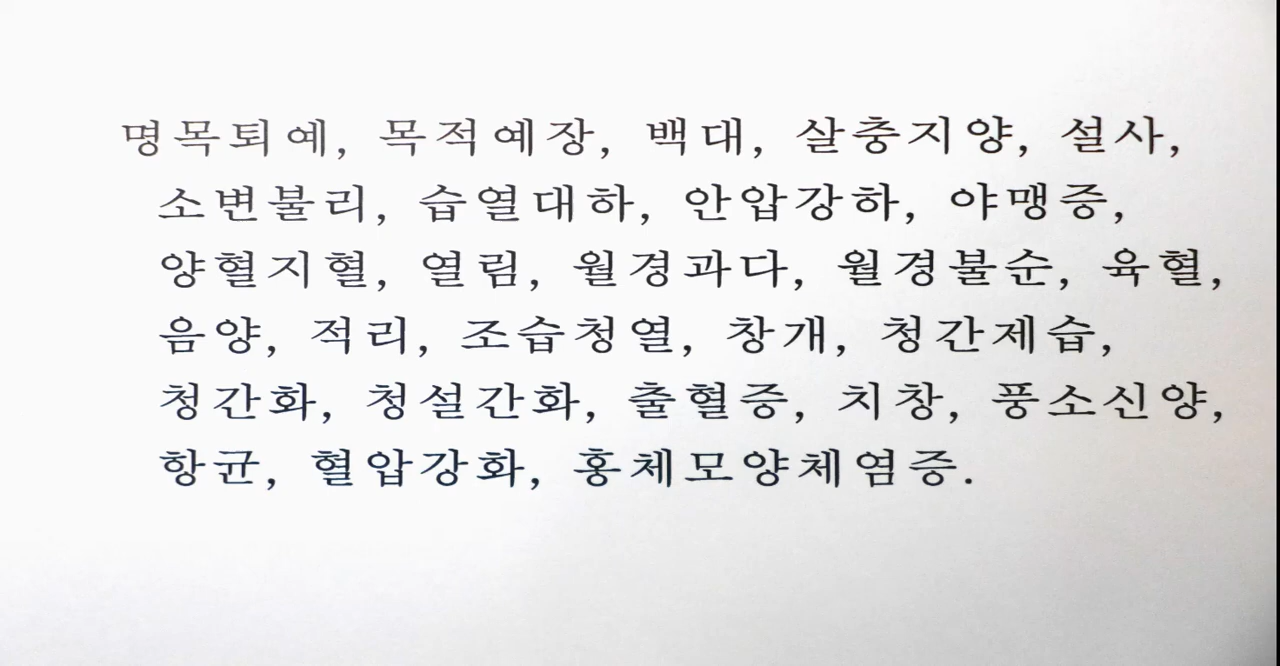 명목퇴예, 목적예장, 백대, 살충지양, 설사,
소변불리, 습열대하, 안압강하, 야맹증,
양혈지혈, 열림, 월경과다, 월경불순, 육혈,
음양, 적리, 조습청열, 창개, 청간제습,
청간화, 청설간화, 출혈증, 치창, 풍소신양,
항균, 혈압강화, 홍체모양체염증.